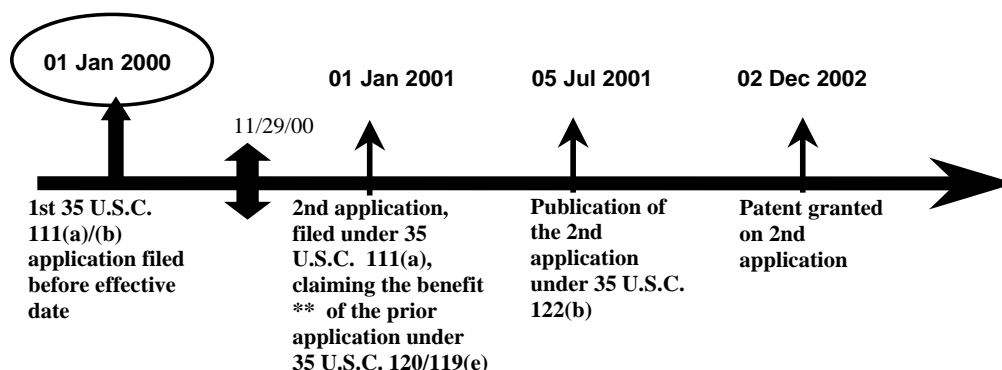 01 Jan 2000
01 Jan 2001
05 Jul 2001
02 Dec 2002
11/29/00
1st 35 U.S.C.
111(a)/(b)
application filed
before effective
date
2nd application,
filed under 35
U.S.C. 111(a),
claiming the benefit
** of the prior
application under
35 U.S.C. 120/119(e)
Publication of
the 2nd
application
under 35 U.S.C.
122(b)
Patent granted
on 2nd
application